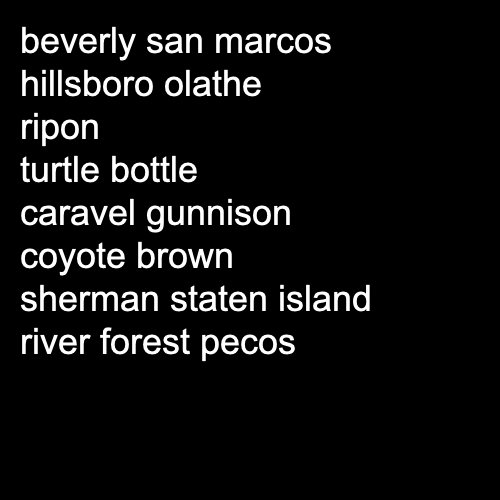 beverly san marcos
hillsboro olathe
ripon
turtle bottle
caravel gunnison
coyote brown
sherman staten island
river forest pecos